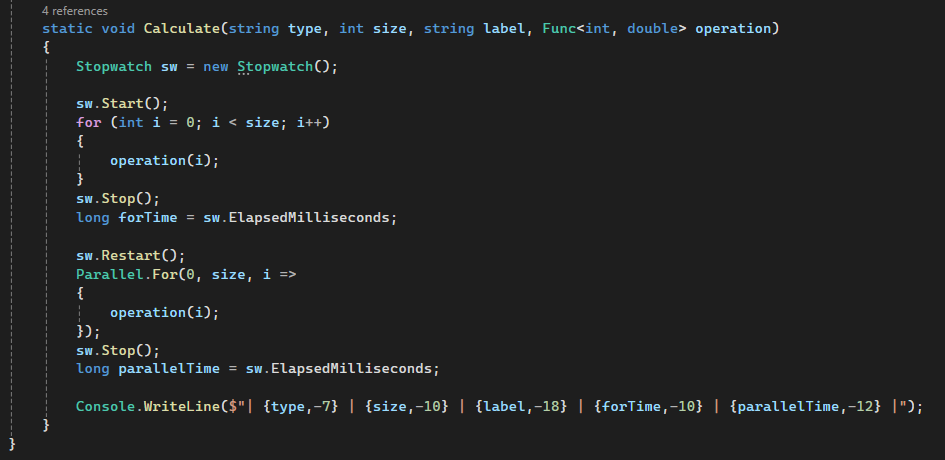 4 references
static void Calculate(string type, int size, string label, Func<int, double> operation)
{
Stopwatch sw = new Stopwatch();
sw.Start();
for (int i = 0; i < size; i++)
{
operation(i);
}
sw.Stop();
long forTime = sw.ElapsedMilliseconds;
sw.Restart();
Parallel.For(0, size, i =>
{
operation(i);
});
sw.Stop();
long parallelTime = sw.ElapsedMilliseconds;
Console.WriteLine($"| {type,-7} | {size,-10} | {label,-18} | {forTime,-10} | {parallelTime,-12} |");
}
}